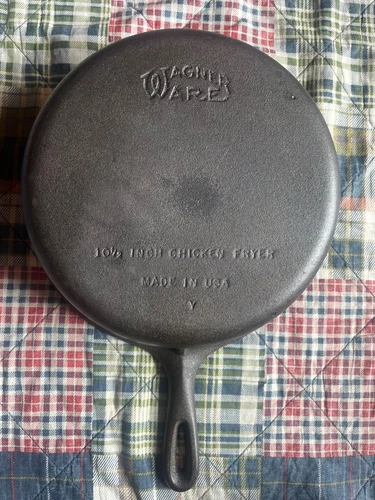 WAGNER
WARE
10½ INCH CHICKEN FRYER
MADE IN USA
Y